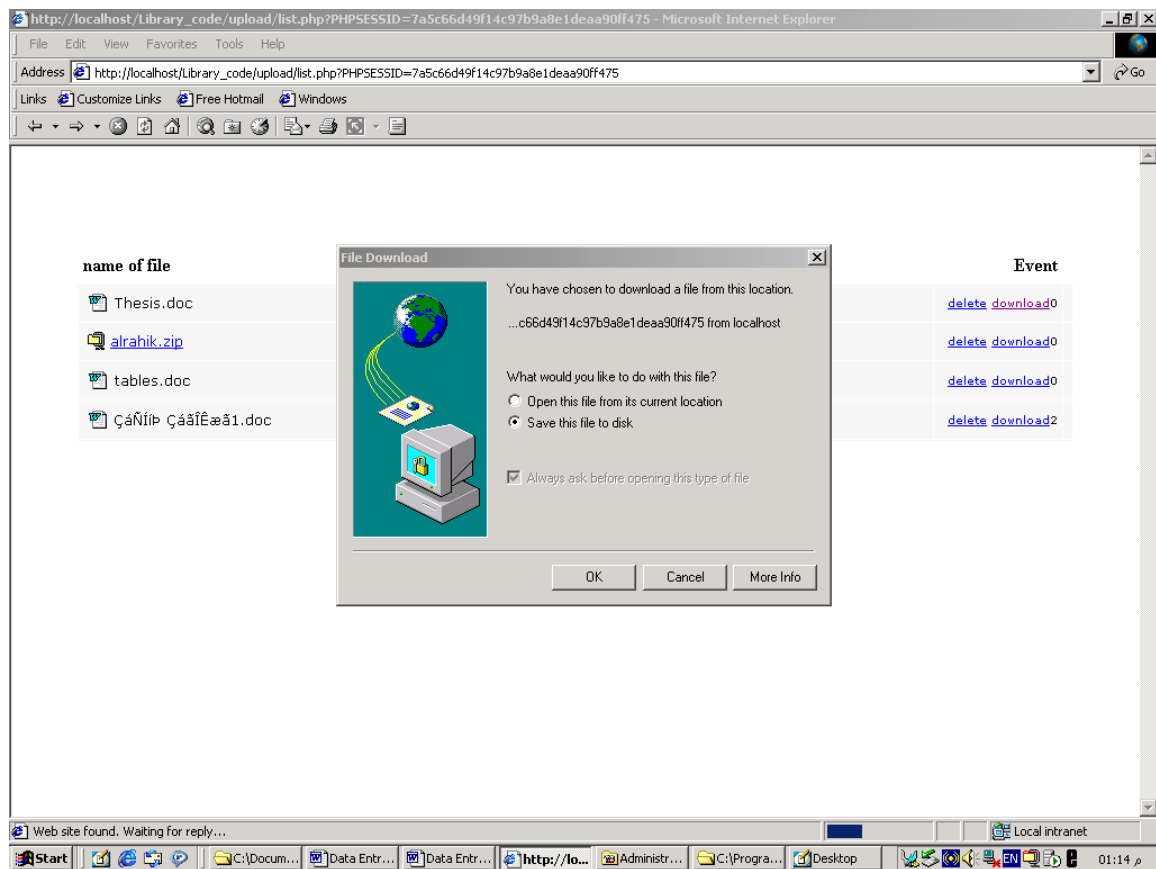 http://localhost/Library_code/upload/list.php?PHPSESSID=7a5c66d49f14c97b9a8e1deaa90ff475 - Microsoft Internet Explorer
File Edit View Favorites Tools Help
Address http://localhost/Library_code/upload/list.php?PHPSESSID=7a5c66d49f14c97b9a8e1deaa90ff475 Go
Links Customize Links Free Hotmail Windows
name of file Event
Thesis.doc delete download0
alrahik.zip delete download0
tables.doc delete download0
ÇáÑÍíÞ ÇáãÎÊæã1.doc delete download2
File Download
You have chosen to download a file from this location.
...c66d49f14c97b9a8e1deaa90ff475 from localhost
What would you like to do with this file?
Open this file from its current location
Save this file to disk
Always ask before opening this type of file
OK Cancel More Info
Web site found. Waiting for reply... Local intranet
Start C:\Docum... Data Entr... Data Entr... http://lo... Administr... C:\Progra... Desktop EN 01:14 م